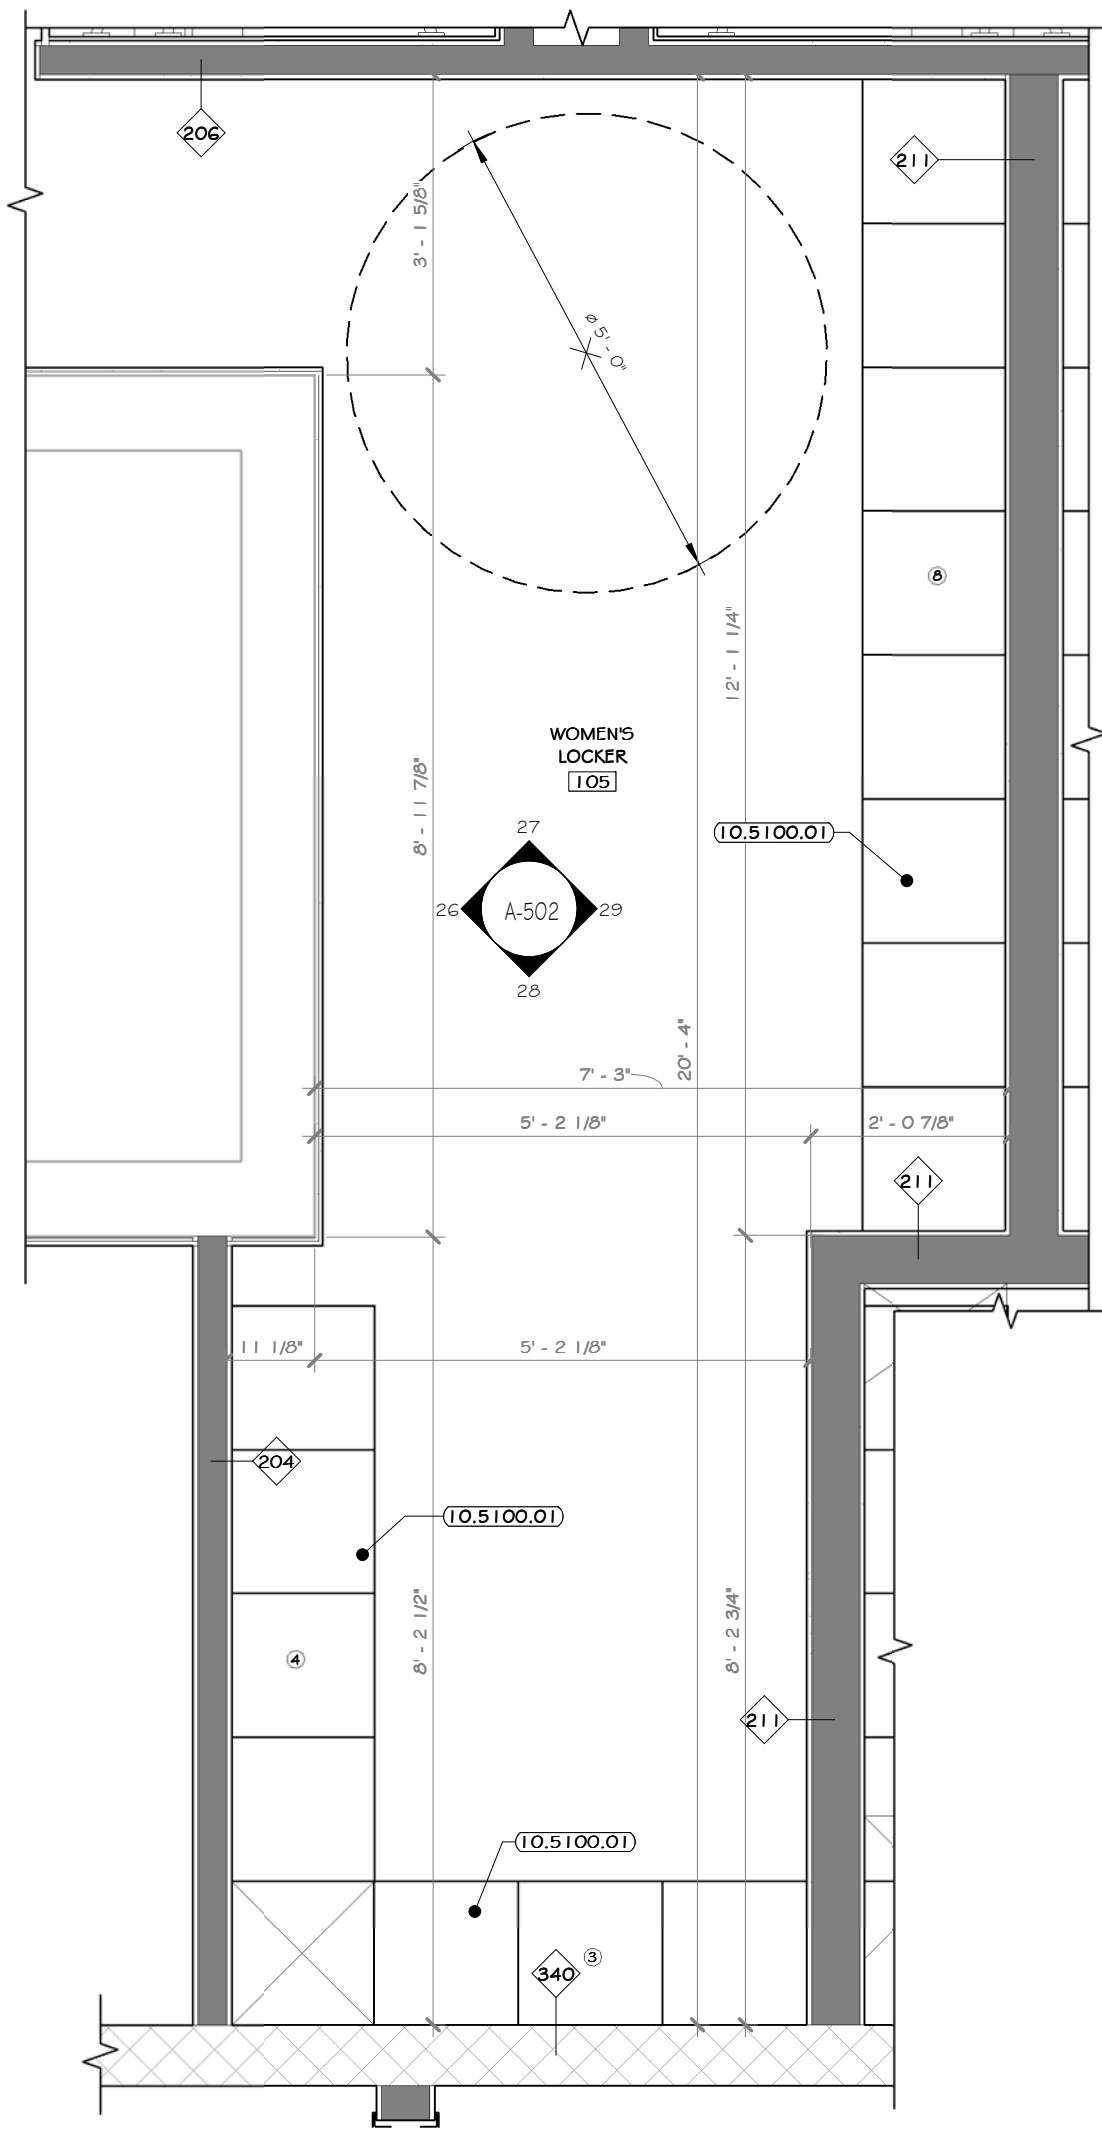 206
211
3' - 1 5/8"
ø 5' - 0"
8
12' - 1 1/4"
WOMEN'S
LOCKER
105
8' - 11 7/8"
10.5100.01
27
26
A-502
29
28
20' - 4"
7' - 3"
5' - 2 1/8"
2' - 0 7/8"
211
11 1/8"
5' - 2 1/8"
204
10.5100.01
8' - 2 1/2"
8' - 2 3/4"
4
211
10.5100.01
3
340